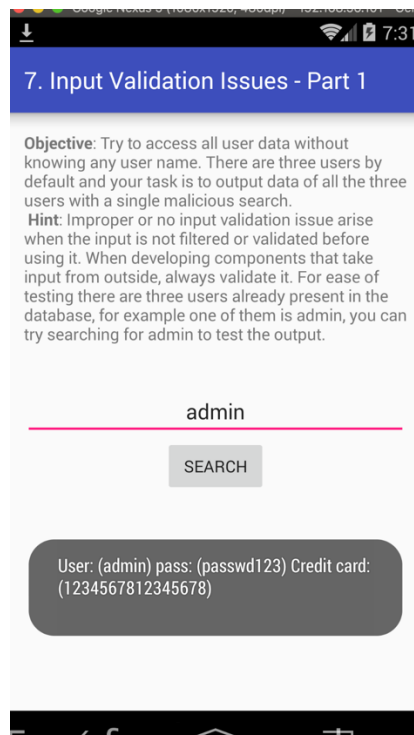 7:31
7. Input Validation Issues - Part 1
Objective: Try to access all user data without
knowing any user name. There are three users by
default and your task is to output data of all the three
users with a single malicious search.
Hint: Improper or no input validation issue arise
when the input is not filtered or validated before
using it. When developing components that take
input from outside, always validate it. For ease of
testing there are three users already present in the
database, for example one of them is admin, you can
try searching for admin to test the output.
admin
SEARCH
User: (admin) pass: (passwd123) Credit card:
(1234567812345678)